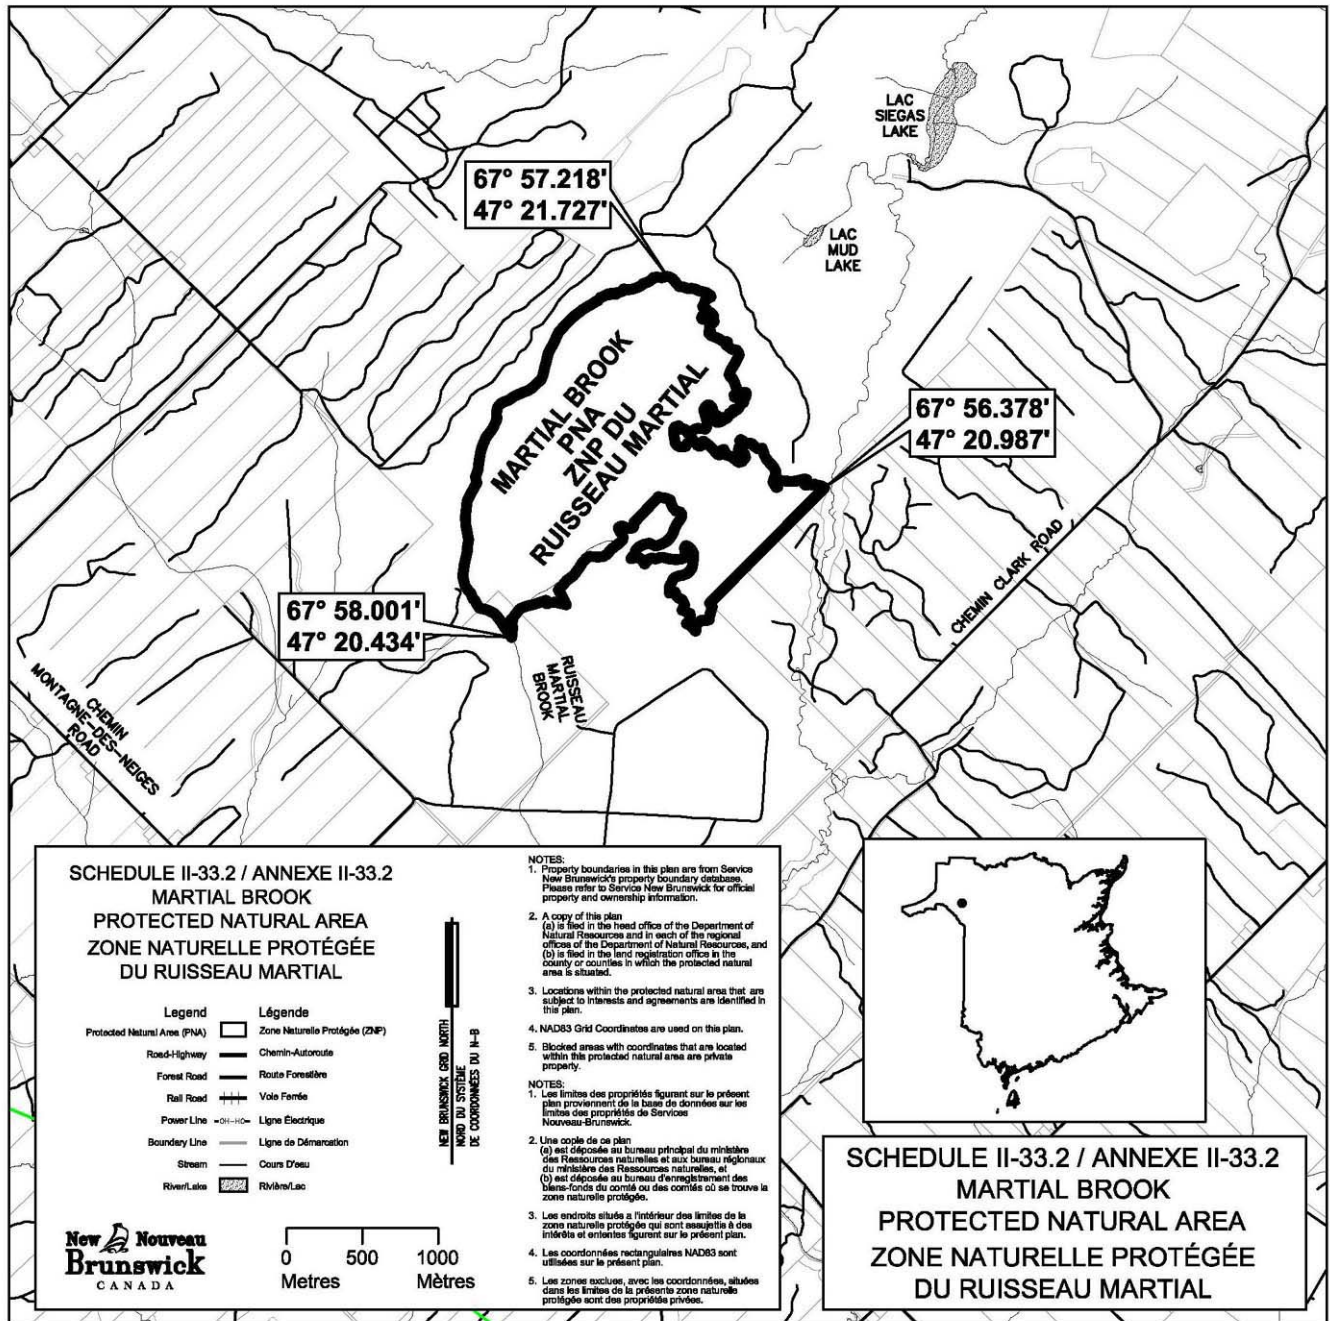 LAC
SIEGAS
LAKE
67° 57.218'
47° 21.727'
LAC
MUD
LAKE
MARTIAL BROOK
PNA
ZNP DU
RUISSEAU MARTIAL
67° 56.378'
47° 20.987'
CHEMIN CLARK ROAD
67° 58.001'
47° 20.434'
RUISSEAU
MARTIAL
BROOK
CHEMIN
MONTAGNE-DES-NEIGES
ROAD
SCHEDULE II-33.2 / ANNEXE II-33.2
MARTIAL BROOK
PROTECTED NATURAL AREA
ZONE NATURELLE PROTÉGÉE
DU RUISSEAU MARTIAL
Legend Légende
Protected Natural Area (PNA) Zone Naturelle Protégée (ZNP)
Road-Highway Chemin-Autoroute
Forest Road Route Forestière
Rail Road Voie Ferrée
Power Line -OH-HO- Ligne Électrique
Boundary Line Ligne de Démarcation
Stream Cours D'eau
River/Lake Rivière/Lac
NEW BRUNSWICK GRID NORTH
NORD DU SYSTÈME
DE COORDONNÉES DU N-B
New Nouveau
Brunswick
CANADA
0 500 1000
Metres Mètres
NOTES:
1. Property boundaries in this plan are from Service
New Brunswick's property boundary database.
Please refer to Service New Brunswick for official
property and ownership information.
2. A copy of this plan
(a) is filed in the head office of the Department of
Natural Resources and in each of the regional
offices of the Department of Natural Resources, and
(b) is filed in the land registration office in the
county or counties in which the protected natural
area is situated.
3. Locations within the protected natural area that are
subject to interests and agreements are identified in
this plan.
4. NAD83 Grid Coordinates are used on this plan.
5. Blocked areas with coordinates that are located
within this protected natural area are private
property.
NOTES:
1. Les limites des propriétés figurant sur le présent
plan proviennent de la base de données sur les
limites des propriétés de Services
Nouveau-Brunswick.
2. Une copie de ce plan
(a) est déposée au bureau principal du ministère
des Ressources naturelles et aux bureau régionaux
du ministère des Ressources naturelles, et
(b) est déposée au bureau d'enregistrement des
biens-fonds du comté ou des comtés où se trouve la
zone naturelle protégée.
3. Les endroits situés a l'intérieur des limites de la
zone naturelle protégée qui sont assujettis à des
intérêts et ententes figurent sur le présent plan.
4. Les coordonnées rectangulaires NAD83 sont
utilisées sur le présent plan.
5. Les zones exclues, avec les coordonnées, situées
dans les limites de la présente zone naturelle
protégée sont des propriétés privées.
SCHEDULE II-33.2 / ANNEXE II-33.2
MARTIAL BROOK
PROTECTED NATURAL AREA
ZONE NATURELLE PROTÉGÉE
DU RUISSEAU MARTIAL